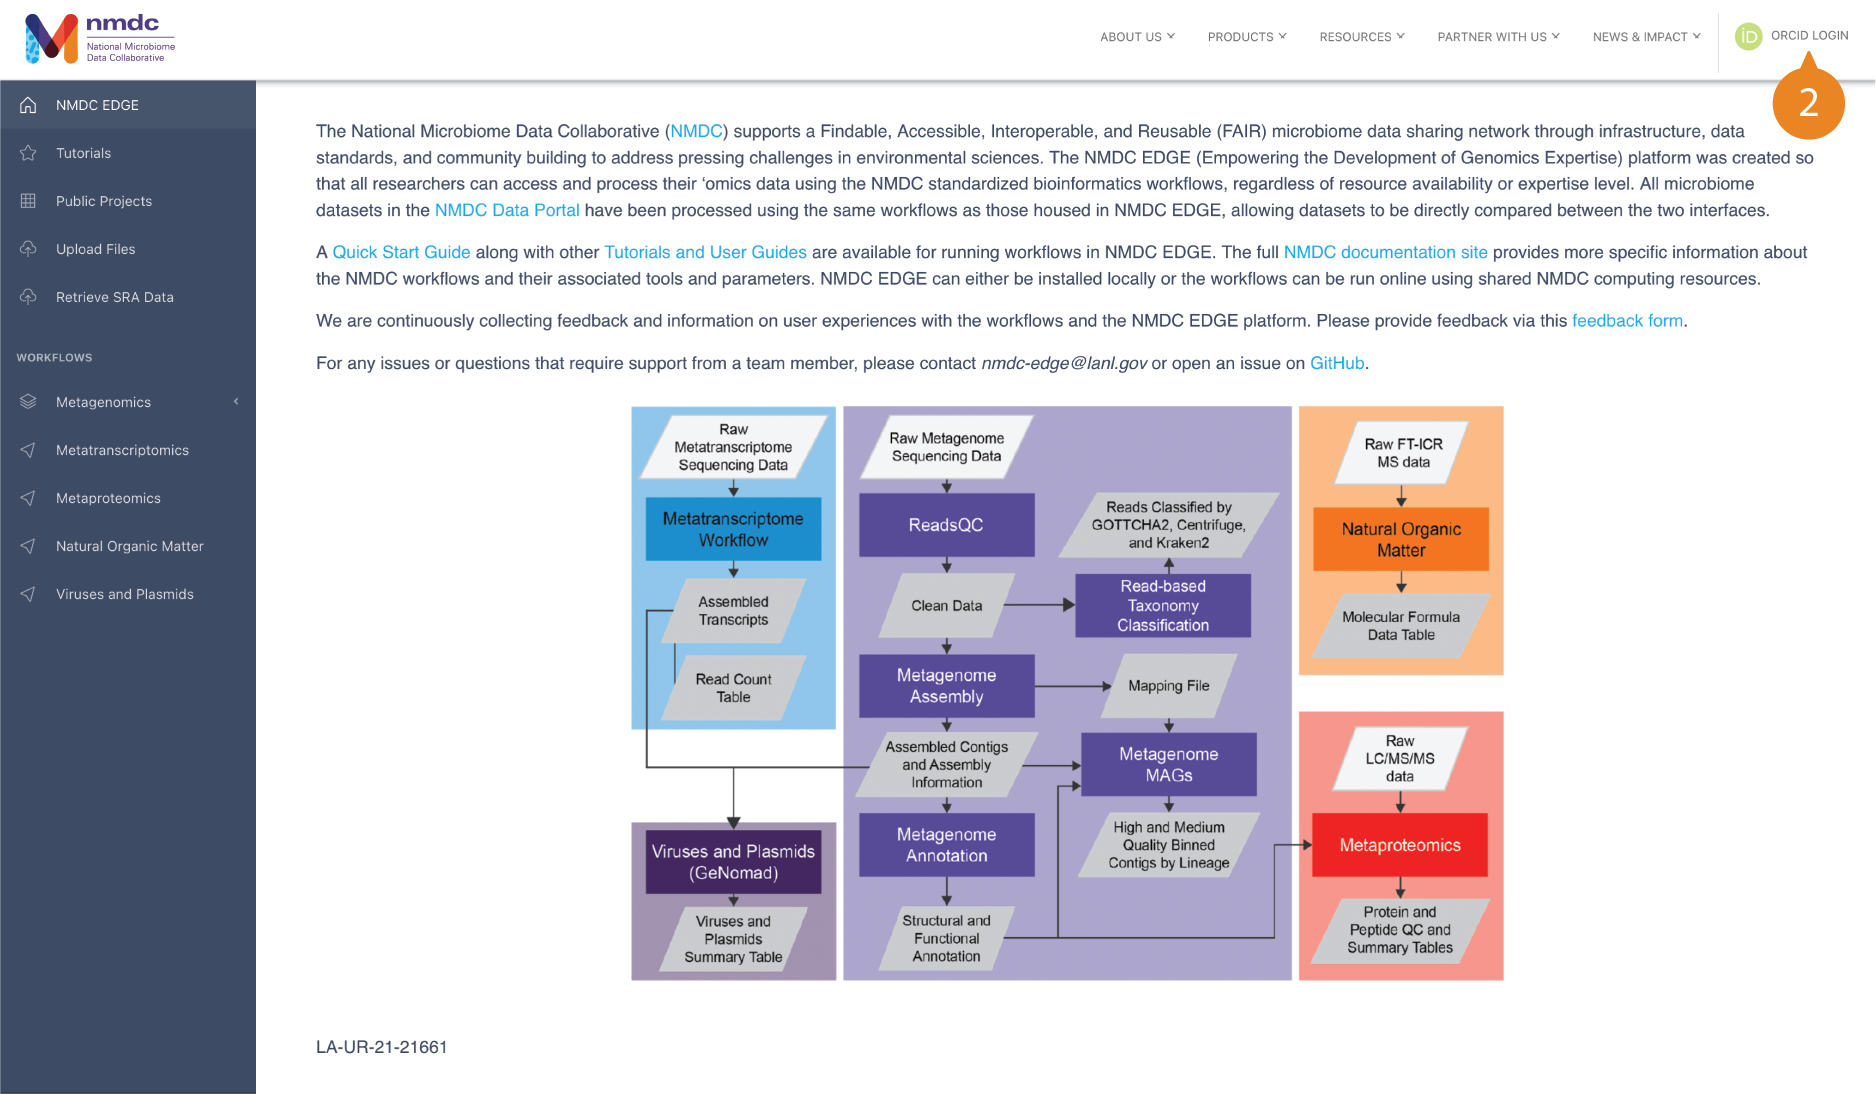 nmdc
National Microbiome
Data Collaborative
ABOUT US
PRODUCTS
RESOURCES
PARTNER WITH US
NEWS & IMPACT
iD
ORCID LOGIN
2
NMDC EDGE
Tutorials
Public Projects
Upload Files
Retrieve SRA Data
WORKFLOWS
Metagenomics
Metatranscriptomics
Metaproteomics
Natural Organic Matter
Viruses and Plasmids
The National Microbiome Data Collaborative (NMDC) supports a Findable, Accessible, Interoperable, and Reusable (FAIR) microbiome data sharing network through infrastructure, data
standards, and community building to address pressing challenges in environmental sciences. The NMDC EDGE (Empowering the Development of Genomics Expertise) platform was created so
that all researchers can access and process their ‘omics data using the NMDC standardized bioinformatics workflows, regardless of resource availability or expertise level. All microbiome
datasets in the NMDC Data Portal have been processed using the same workflows as those housed in NMDC EDGE, allowing datasets to be directly compared between the two interfaces.
A Quick Start Guide along with other Tutorials and User Guides are available for running workflows in NMDC EDGE. The full NMDC documentation site provides more specific information about
the NMDC workflows and their associated tools and parameters. NMDC EDGE can either be installed locally or the workflows can be run online using shared NMDC computing resources.
We are continuously collecting feedback and information on user experiences with the workflows and the NMDC EDGE platform. Please provide feedback via this feedback form.
For any issues or questions that require support from a team member, please contact nmdc-edge@lanl.gov or open an issue on GitHub.
Raw
Metatranscriptome
Sequencing Data
Metatranscriptome
Workflow
Assembled
Transcripts
Read Count
Table
Viruses and Plasmids
(GeNomad)
Viruses and
Plasmids
Summary Table
Raw Metagenome
Sequencing Data
ReadsQC
Clean Data
Metagenome
Assembly
Assembled Contigs
and Assembly
Information
Metagenome
Annotation
Structural and
Functional
Annotation
Reads Classified by
GOTTCHA2, Centrifuge,
and Kraken2
Read-based
Taxonomy
Classification
Mapping File
Metagenome
MAGs
High and Medium
Quality Binned
Contigs by Lineage
Raw FT-ICR
MS data
Natural Organic
Matter
Molecular Formula
Data Table
Raw
LC/MS/MS
data
Metaproteomics
Protein and
Peptide QC and
Summary Tables
LA-UR-21-21661